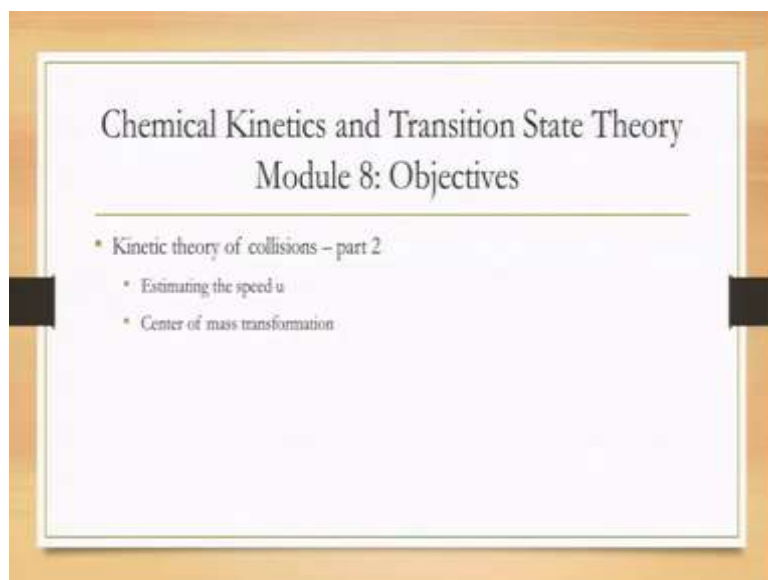 Chemical Kinetics and Transition State Theory
Module 8: Objectives
• Kinetic theory of collisions – part 2
• Estimating the speed u
• Center of mass transformation